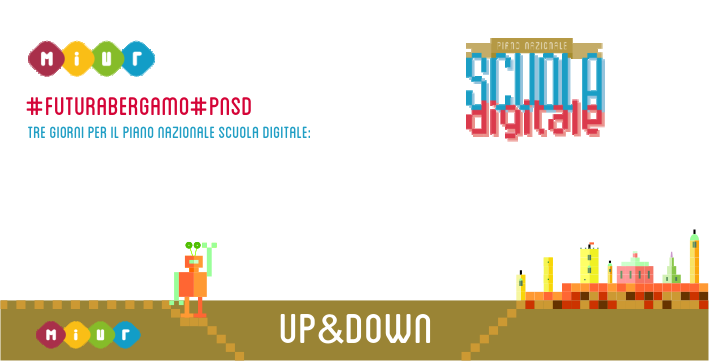 MIUR
PIANO NAZIONALE
SCUOLA
digitale
#FUTURABERGAMO#PNSD
TRE GIORNI PER IL PIANO NAZIONALE SCUOLA DIGITALE:
UP&DOWN
MIUR